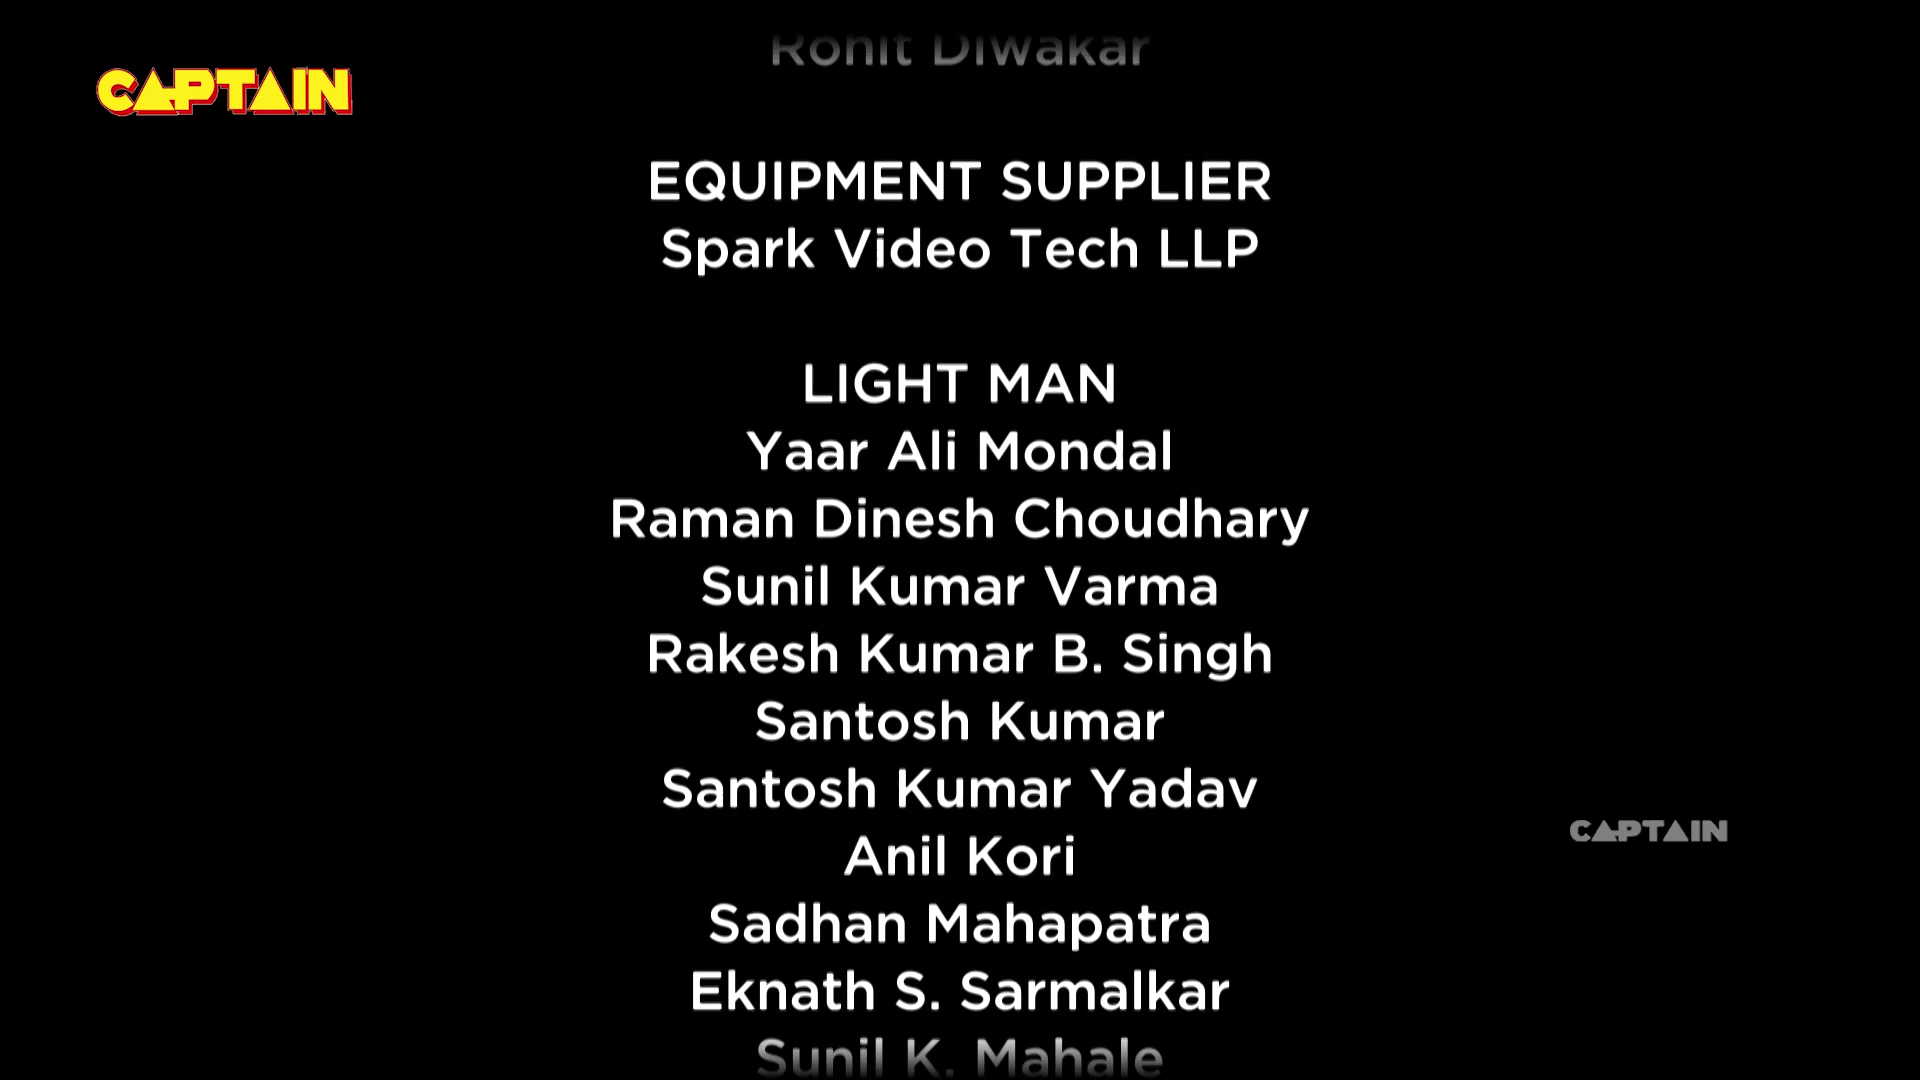 Rohit Diwakar
CAPTAIN
EQUIPMENT SUPPLIER
Spark Video Tech LLP
LIGHT MAN
Yaar Ali Mondal
Raman Dinesh Choudhary
Sunil Kumar Varma
Rakesh Kumar B. Singh
Santosh Kumar
Santosh Kumar Yadav
CAPTAIN
Anil Kori
Sadhan Mahapatra
Eknath S. Sarmalkar
Sunil K. Mahale